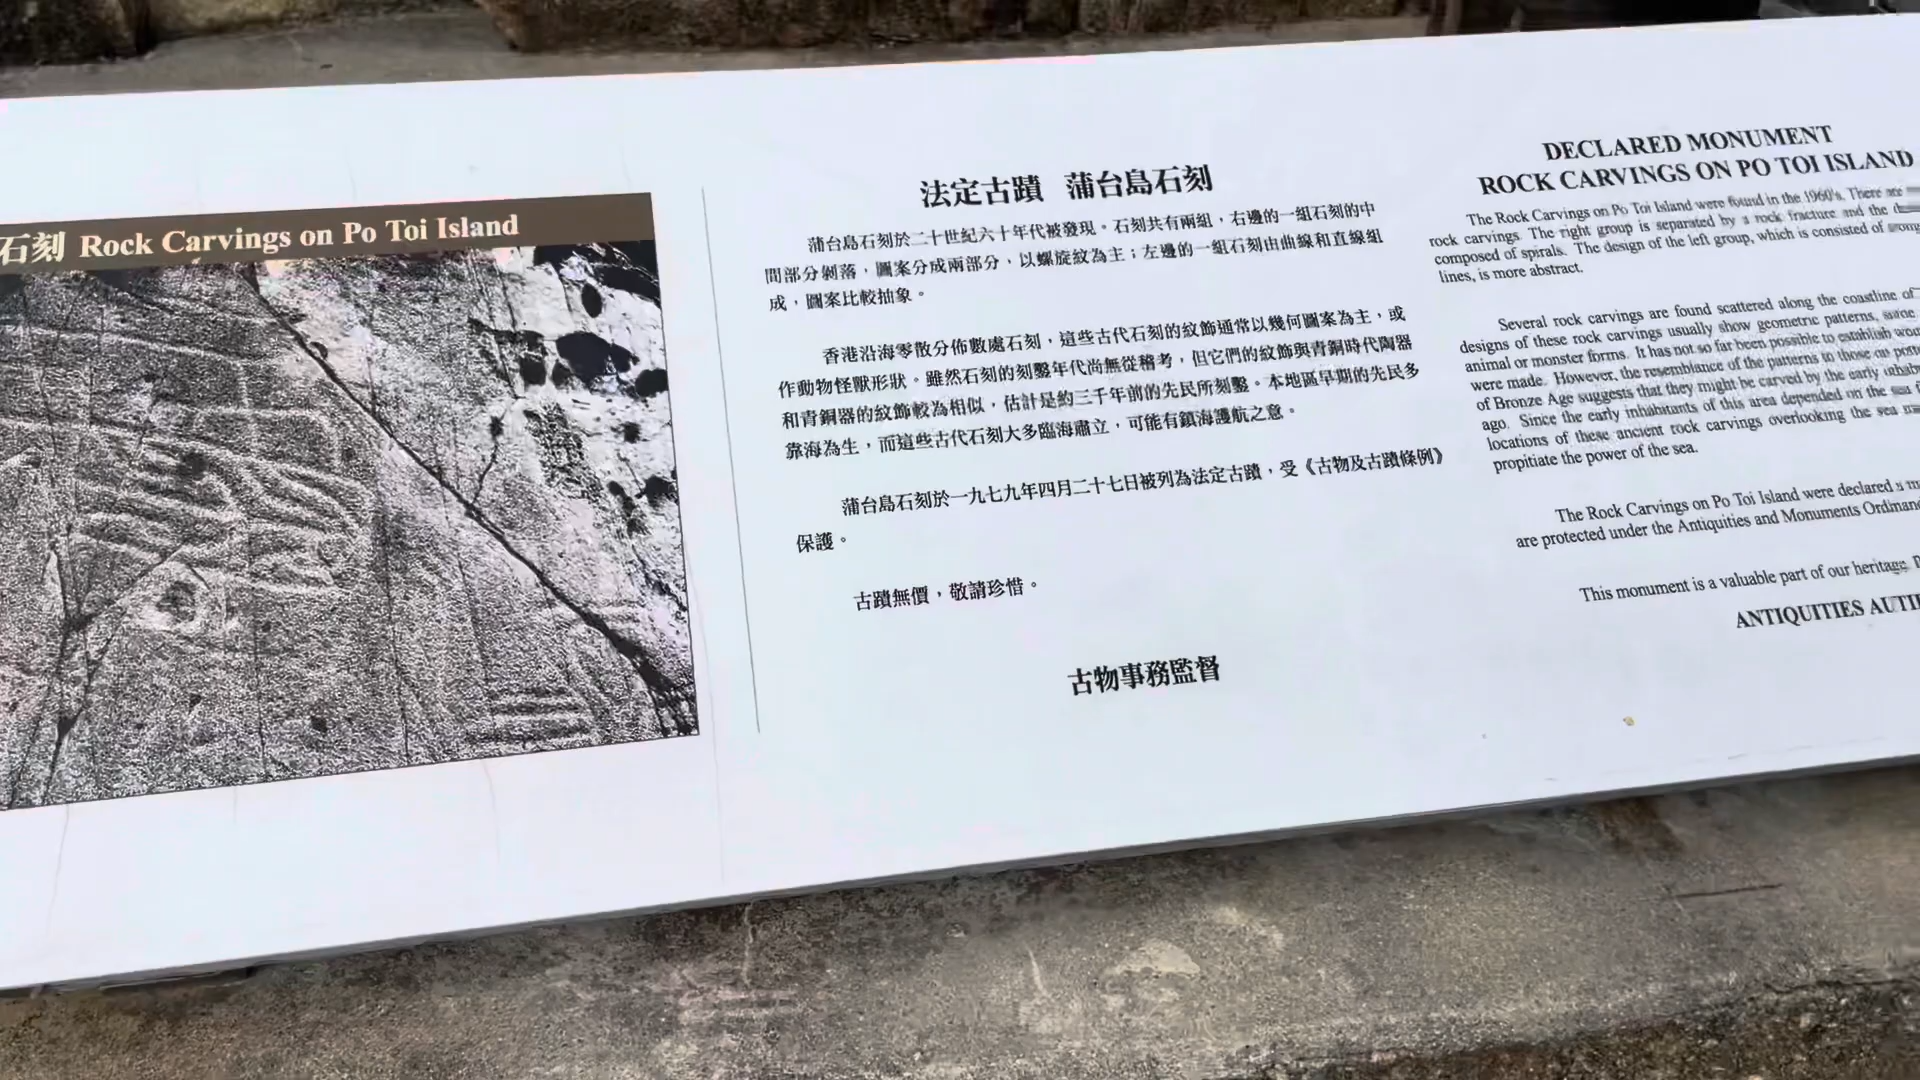 石刻 Rock Carvings on Po Toi Island
法定古蹟 蒲台島石刻
蒲台島石刻於二十世紀六十年代被發現。石刻共有兩組，右邊的一組石刻的中
間部分剝落，圖案分成兩部分，以螺旋紋為主；左邊的一組石刻由曲線和直線組
成，圖案比較抽象。
香港沿海零散分佈數處石刻，這些古代石刻的紋飾通常以幾何圖案為主，或
作動物怪獸形狀。雖然石刻的刻鑿年代尚無從稽考，但它們的紋飾與青銅時代陶器
和青銅器的紋飾較為相似，估計是約三千年前的先民所刻鑿。本地區早期的先民多
靠海為生，而這些古代石刻大多臨海肅立，可能有鎮海護航之意。
蒲台島石刻於一九七九年四月二十七日被列為法定古蹟，受《古物及古蹟條例》
保護。
古蹟無價，敬請珍惜。
古物事務監督
DECLARED MONUMENT
ROCK CARVINGS ON PO TOI ISLAND
The Rock Carvings on Po Toi Island were found in the 1960's. There are
rock carvings. The right group is separated by a rock fracture and the
composed of spirals. The design of the left group, which is consisted of
lines, is more abstract.
Several rock carvings are found scattered along the coastline of
designs of these rock carvings usually show geometric patterns, some
animal or monster forms. It has not so far been possible to establish
were made. However, the resemblance of the patterns to those on
of Bronze Age suggests that they might be carved by the early
ago. Since the early inhabitants of this area depended on the sea
locations of these ancient rock carvings overlooking the sea
propitiate the power of the sea.
The Rock Carvings on Po Toi Island were declared a
are protected under the Antiquities and Monuments
This monument is a valuable part of our heritage.
ANTIQUITIES